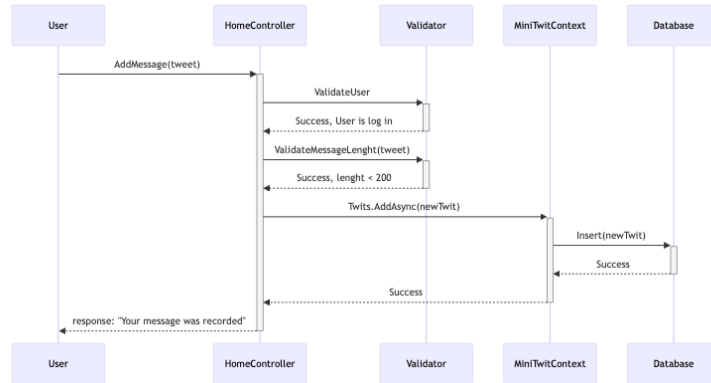 User HomeController Validator MiniTwitContext Database
AddMessage(tweet)
ValidateUser
Success, User is log in
ValidateMessageLenght(tweet)
Success, lenght < 200
Twits.AddAsync(newTwit)
Insert(newTwit)
Success
Success
response: "Your message was recorded"
User HomeController Validator MiniTwitContext Database